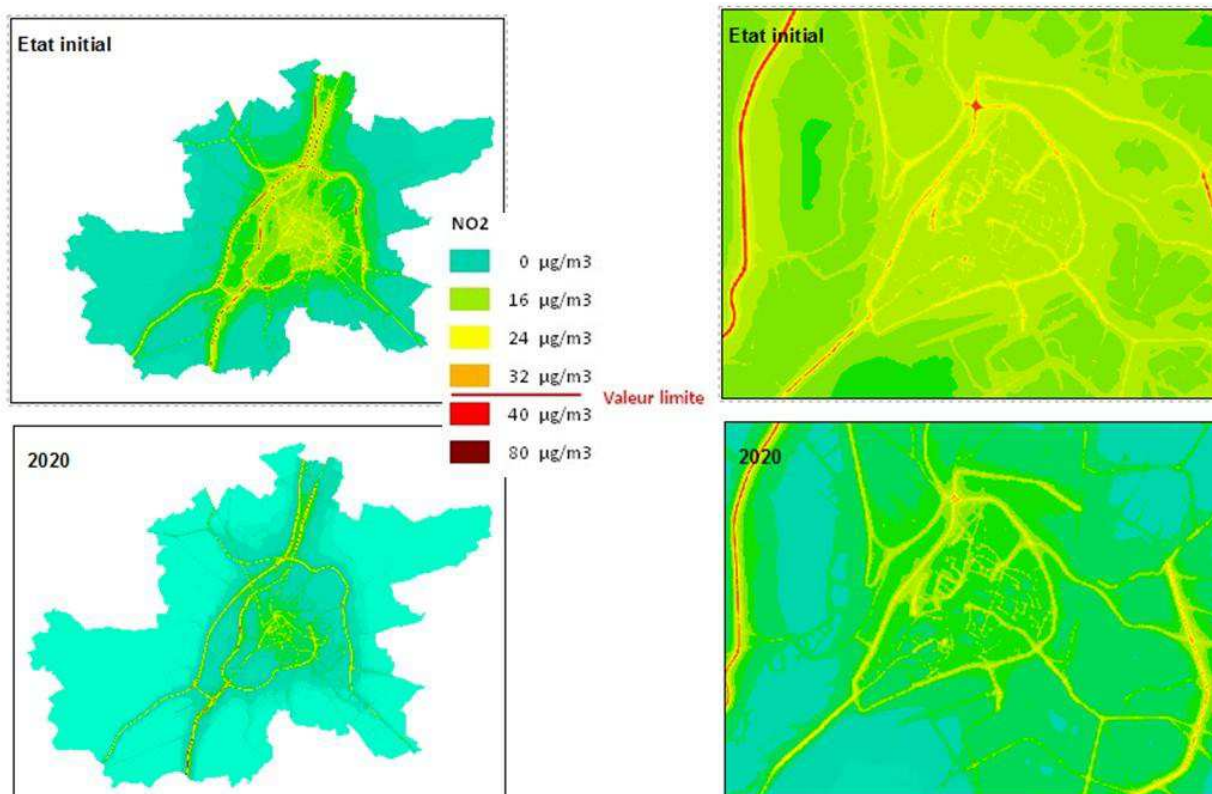 Etat initial
Etat initial
NO2
0 µg/m3
16 µg/m3
24 µg/m3
32 µg/m3
Valeur limite
40 µg/m3
80 µg/m3
2020
2020